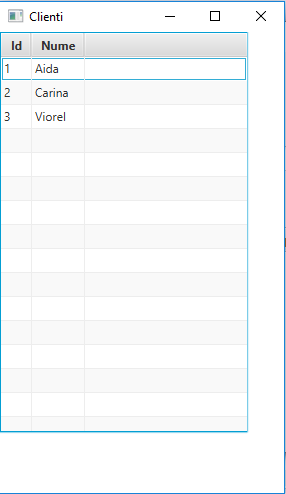 Clienti
Id Nume
1 Aida
2 Carina
3 Viorel